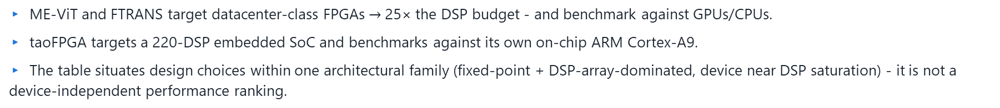 ▸ ME-ViT and FTRANS target datacenter-class FPGAs → 25× the DSP budget - and benchmark against GPUs/CPUs.
▸ taoFPGA targets a 220-DSP embedded SoC and benchmarks against its own on-chip ARM Cortex-A9.
▸ The table situates design choices within one architectural family (fixed-point + DSP-array-dominated, device near DSP saturation) - it is not a
device-independent performance ranking.